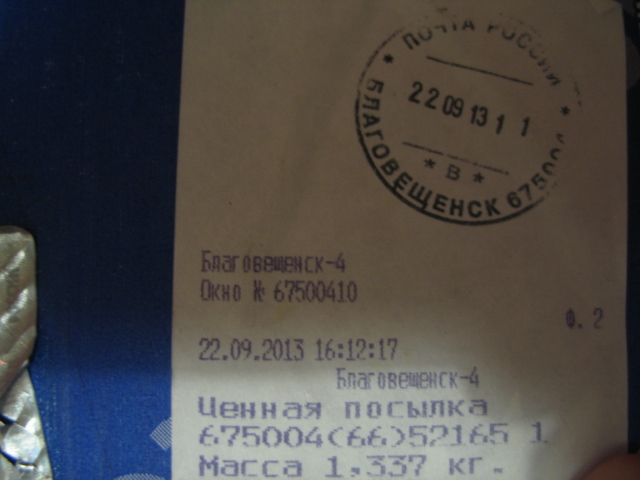 ПОЧТА РОССИИ
22 09 13 1 1
* В *
БЛАГОВЕЩЕНСК 675004
Благовещенск-4
Окно № 67500410
Ф. 2
22.09.2013 16:12:17
Благовещенск-4
Ценная посылка
675004(66)52165 1
Масса 1,337 кг.